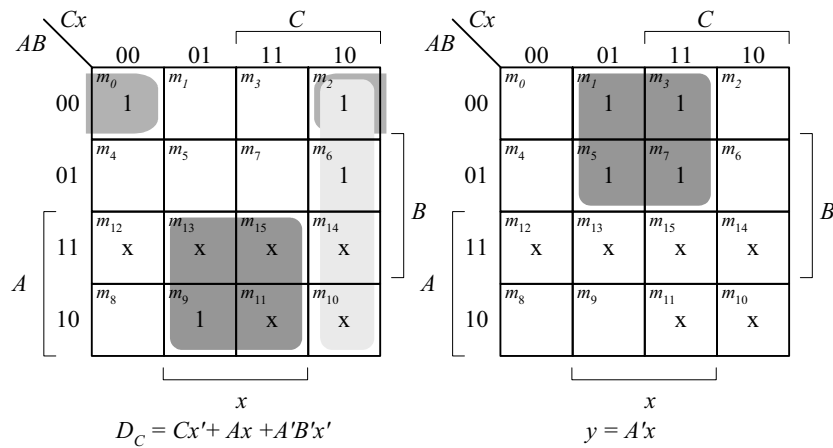 Cx C Cx C
AB 00 01 11 10 AB 00 01 11 10
m0 m1 m3 m2 m0 m1 m3 m2
00 1 1 00 1 1
m4 m5 m7 m6 m4 m5 m7 m6
01 1 01 1 1
B B
m12 m13 m15 m14 m12 m13 m15 m14
11 x x x x 11 x x x x
A A
m8 m9 m11 m10 m8 m9 m11 m10
10 1 x x 10 x x
x x
D_C = Cx′+ Ax +A′B′x′ y = A′x